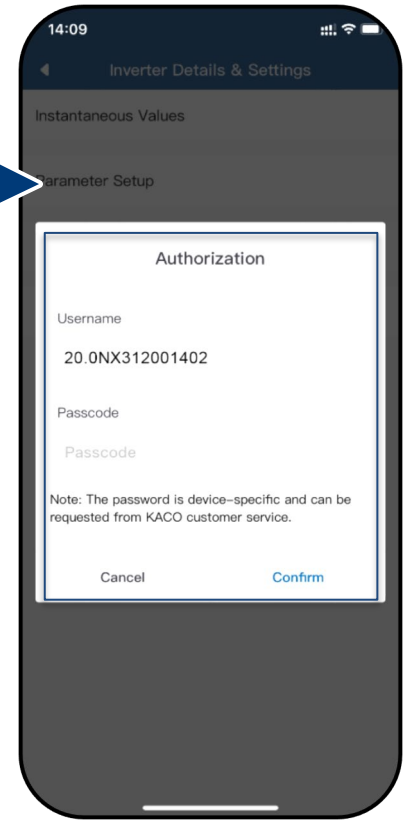 14:09
Inverter Details & Settings
Instantaneous Values
Parameter Setup
Authorization
Username
20.0NX312001402
Passcode
Passcode
Note: The password is device-specific and can be
requested from KACO customer service.
Cancel Confirm